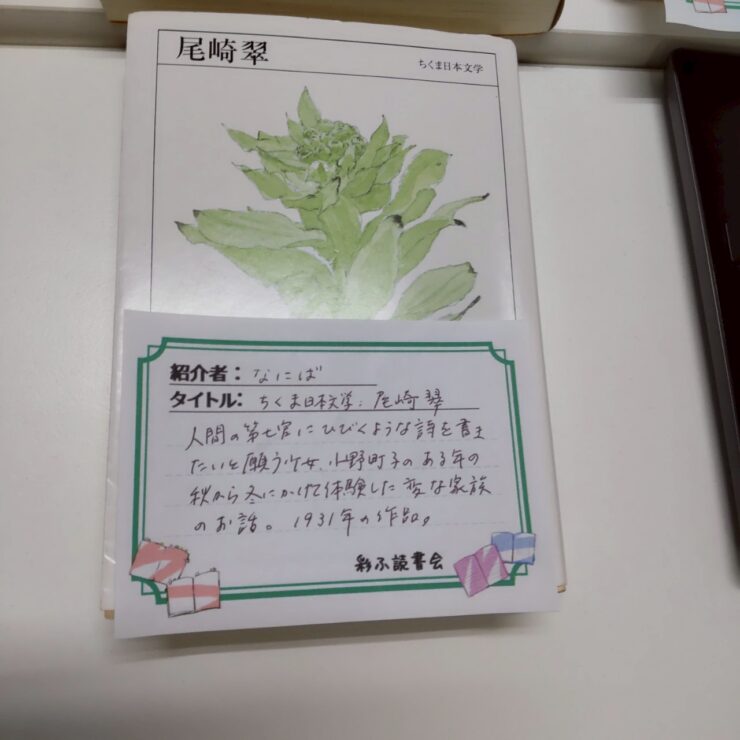 尾崎翠
ちくま日本文学
紹介者：なにば
タイトル：ちくま日本文学：尾崎翠
人間の第七官にひびくような詩を書き
たいと願う少女、小野町子のある年の
秋から冬にかけて体験した変な家族
のお話。1931年の作品。
彩ふ読書会